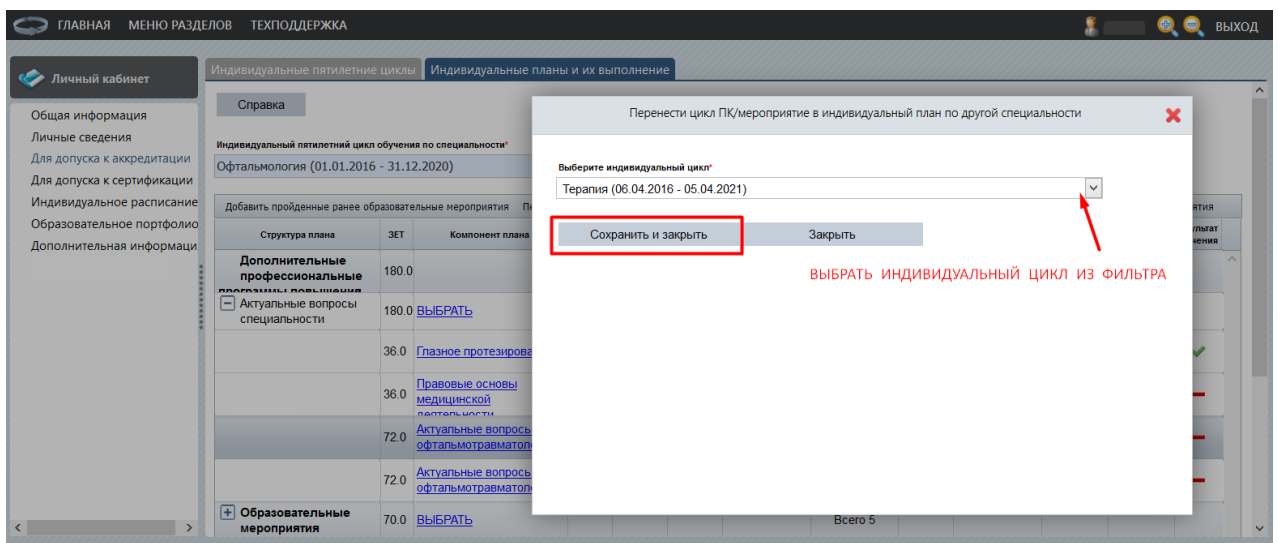 ГЛАВНАЯ МЕНЮ РАЗДЕЛОВ ТЕХПОДДЕРЖКА ВЫХОД
Личный кабинет
Общая информация
Личные сведения
Для допуска к аккредитации
Для допуска к сертификации
Индивидуальное расписание
Образовательное портфолио
Дополнительная информаци
Индивидуальные пятилетние циклы Индивидуальные планы и их выполнение
Справка
Индивидуальный пятилетний цикл обучения по специальности*
Офтальмология (01.01.2016 - 31.12.2020)
Добавить пройденные ранее образовательные мероприятия
Структура плана ЗЕТ Компонент плана
Дополнительные
профессиональные
программы повышения
180.0
Актуальные вопросы
специальности
180.0 ВЫБРАТЬ
36.0 Глазное протезирова
36.0 Правовые основы
медицинской
деятельности
72.0 Актуальные вопросы
офтальмотравматол
72.0 Актуальные вопросы
офтальмотравматол
Образовательные
мероприятия
70.0 ВЫБРАТЬ Всего 5
Перенести цикл ПК/мероприятие в индивидуальный план по другой специальности
Выберите индивидуальный цикл*
Терапия (06.04.2016 - 05.04.2021)
Сохранить и закрыть Закрыть
ВЫБРАТЬ ИНДИВИДУАЛЬНЫЙ ЦИКЛ ИЗ ФИЛЬТРА